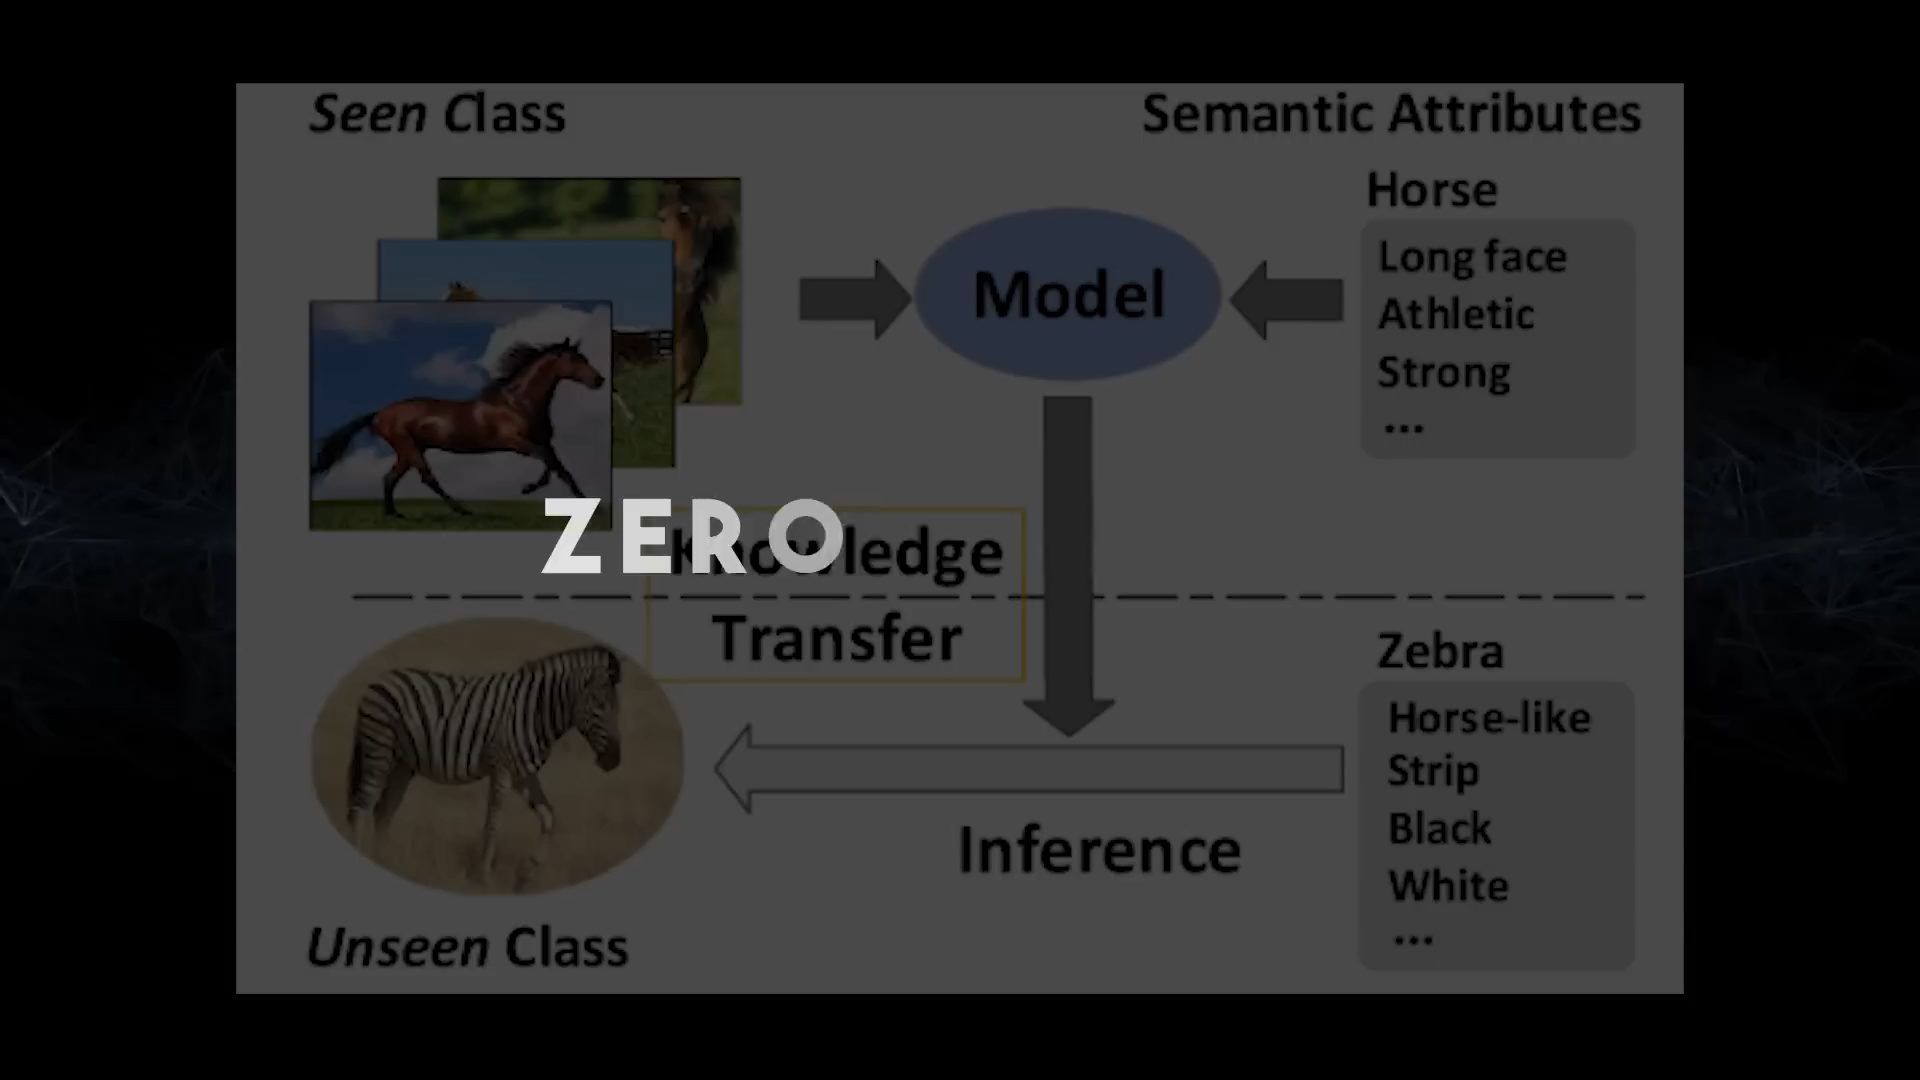 Seen Class
Semantic Attributes
Horse
Long face
Athletic
Strong
...
Model
ZERO
Knowledge
Transfer
Zebra
Horse-like
Strip
Black
White
...
Inference
Unseen Class